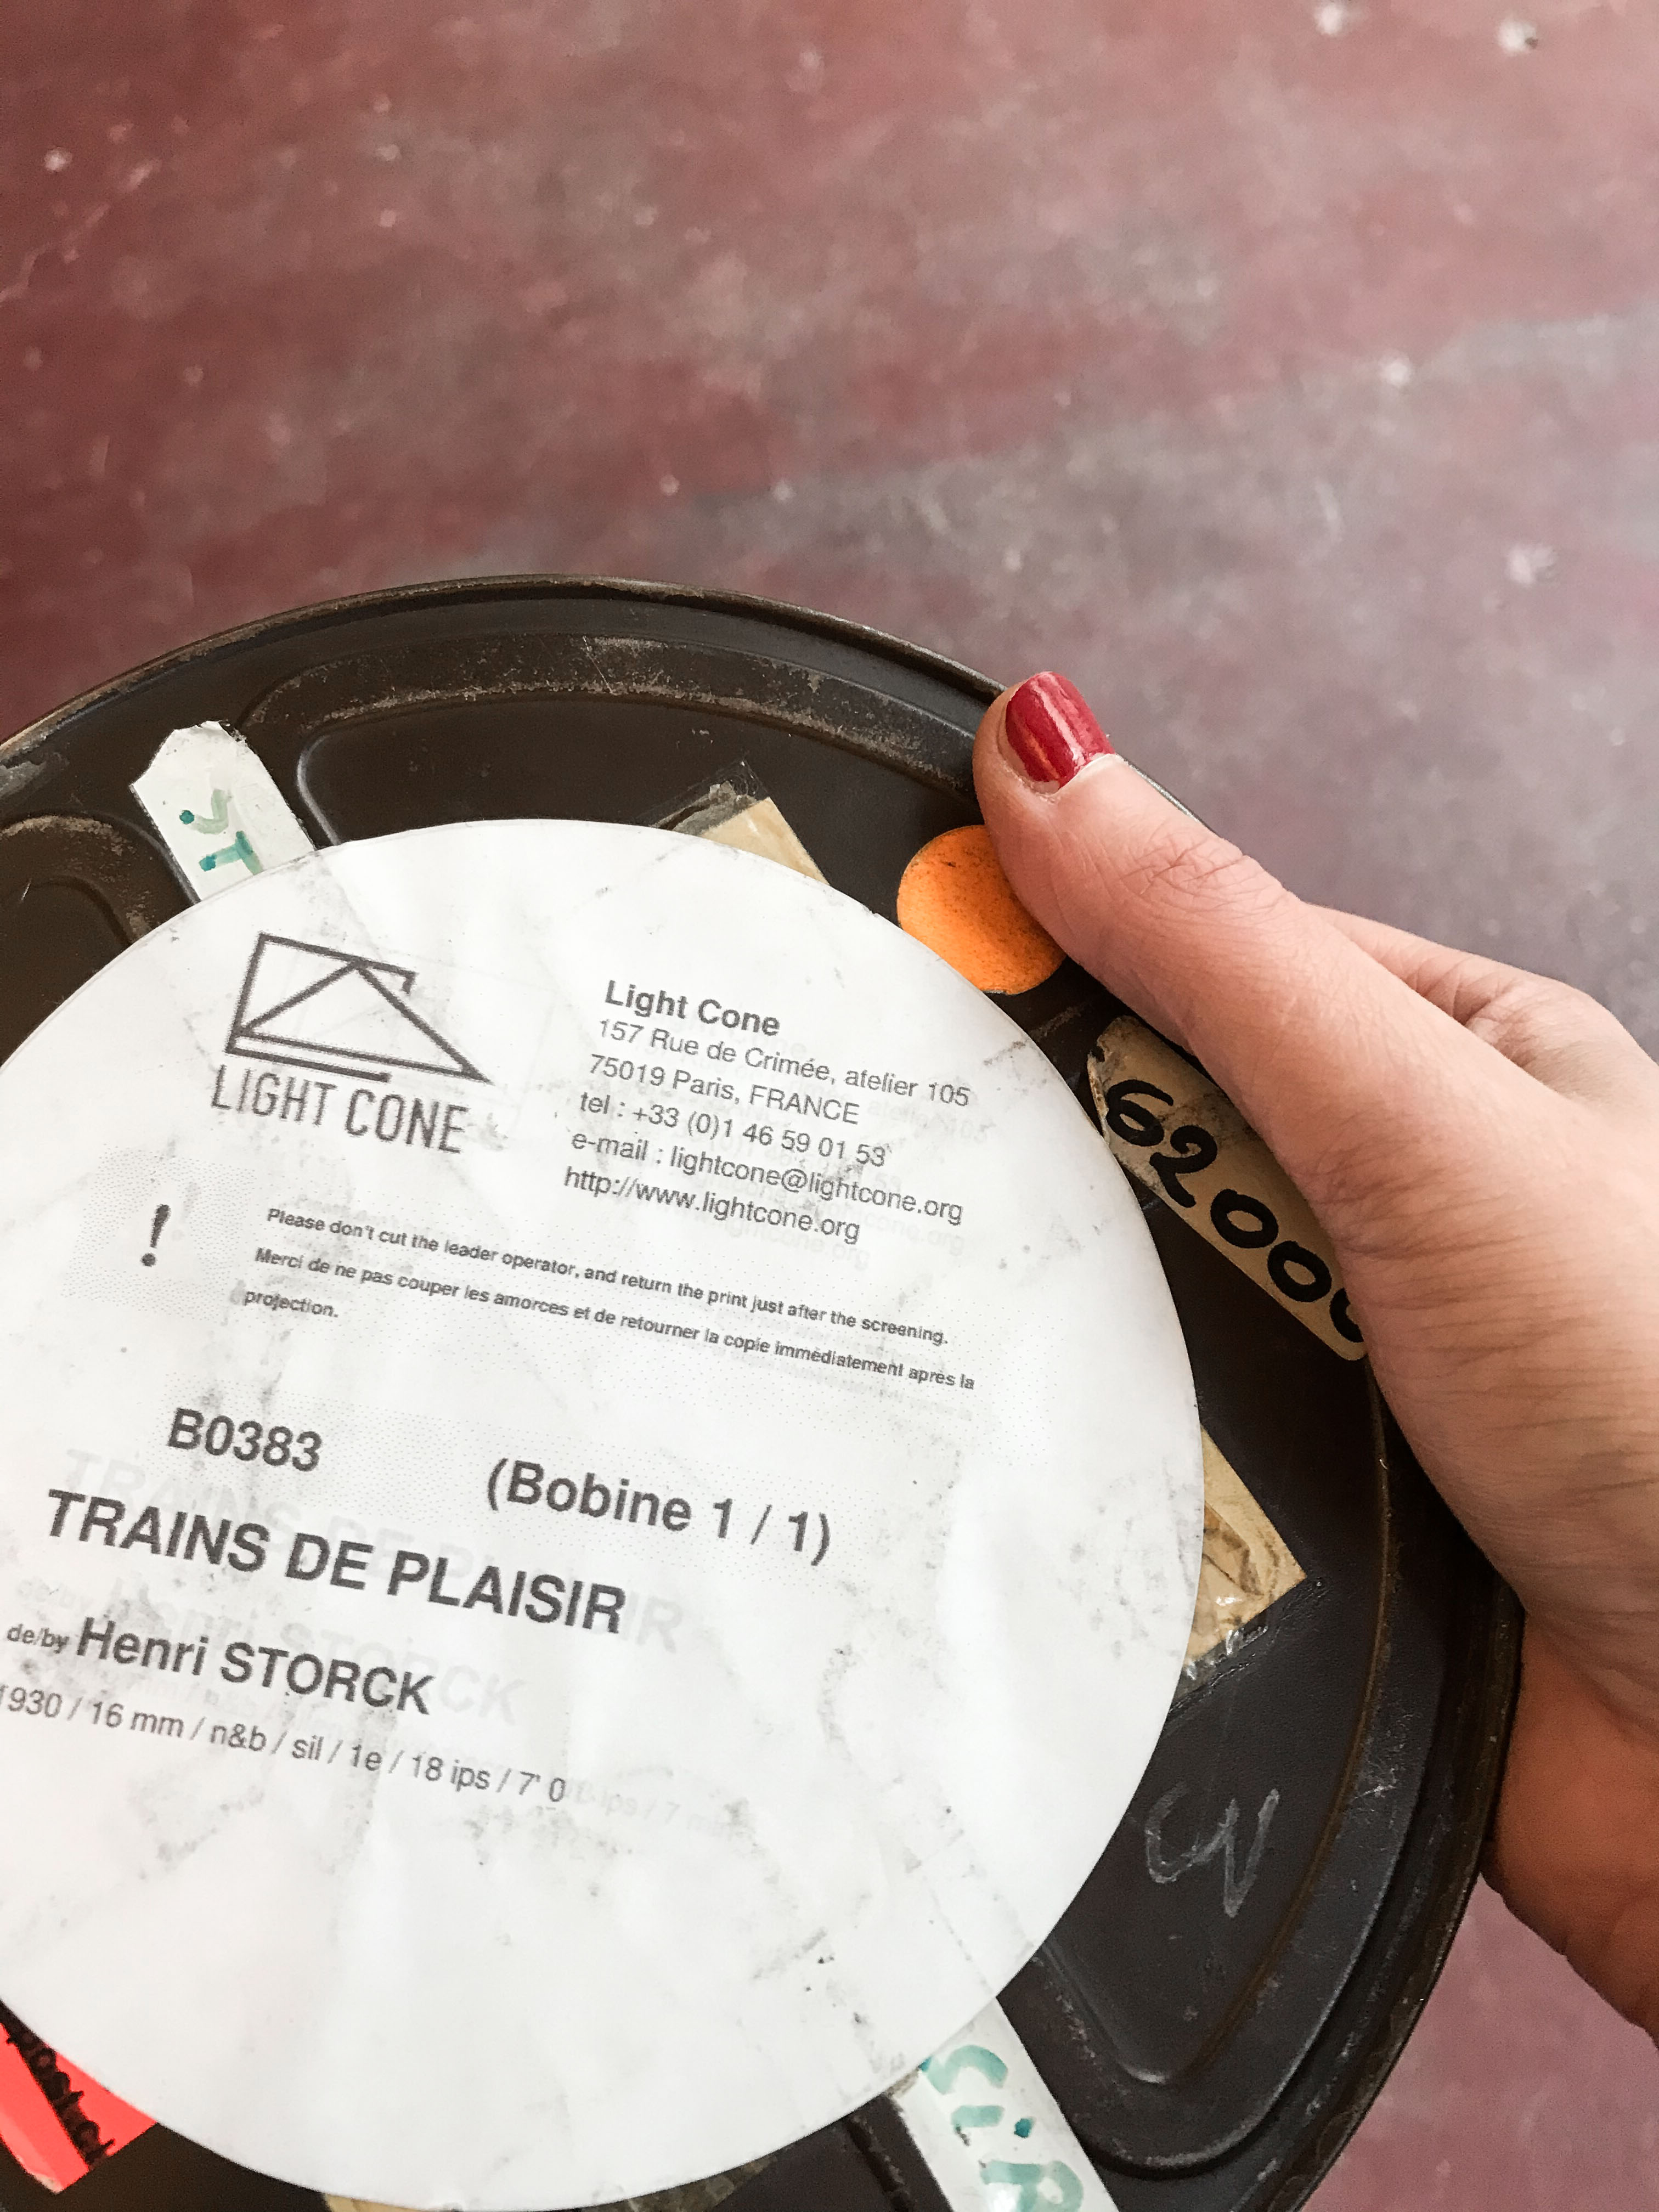 LIGHT CONE
Light Cone
157 Rue de Crimée, atelier 105
75019 Paris, FRANCE
tel : +33 (0)1 46 59 01 53
e-mail : lightcone@lightcone.org
http://www.lightcone.org
!
Please don't cut the leader operator, and return the print just after the screening.
Merci de ne pas couper les amorces et de retourner la copie immédiatement après la
projection.
B0383
(Bobine 1 / 1)
TRAINS DE PLAISIR
de/by Henri STORCK
1930 / 16 mm / n&b / sil / 1e / 18 ips / 7' 0
6200
SiR